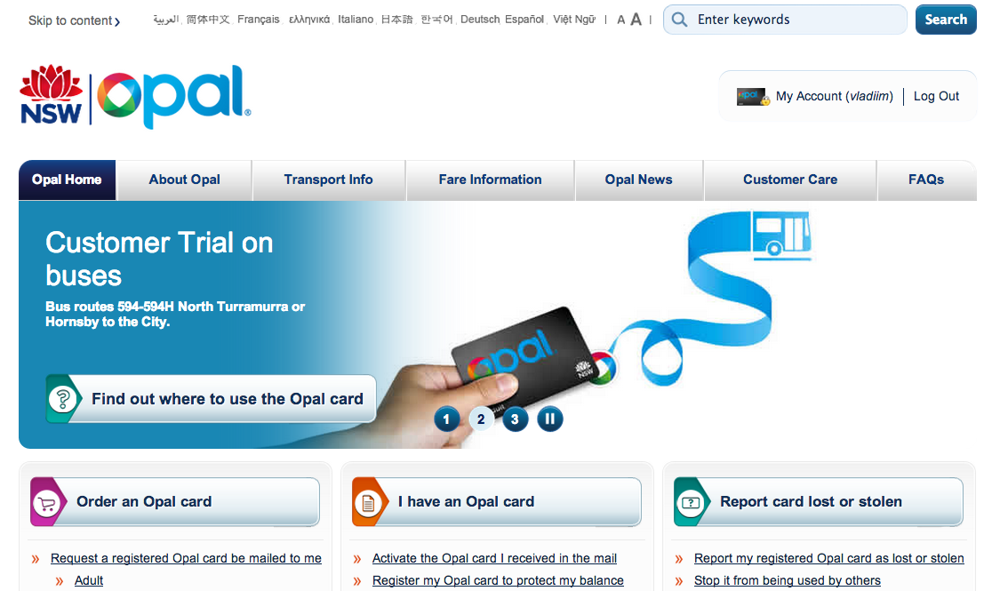 Skip to content
العربية 简体中文 Français ελληνικά Italiano 日本語 한국어 Deutsch Español Việt Ngữ | A A |
Enter keywords
Search
NSW opal®
My Account (vladiim) | Log Out
Opal Home
About Opal
Transport Info
Fare Information
Opal News
Customer Care
FAQs
Customer Trial on
buses
Bus routes 594-594H North Turramurra or
Hornsby to the City.
opal
NSW
? Find out where to use the Opal card
1 2 3
Order an Opal card
I have an Opal card
? Report card lost or stolen
» Request a registered Opal card be mailed to me
» Adult
» Activate the Opal card I received in the mail
» Register my Opal card to protect my balance
» Report my registered Opal card as lost or stolen
» Stop it from being used by others